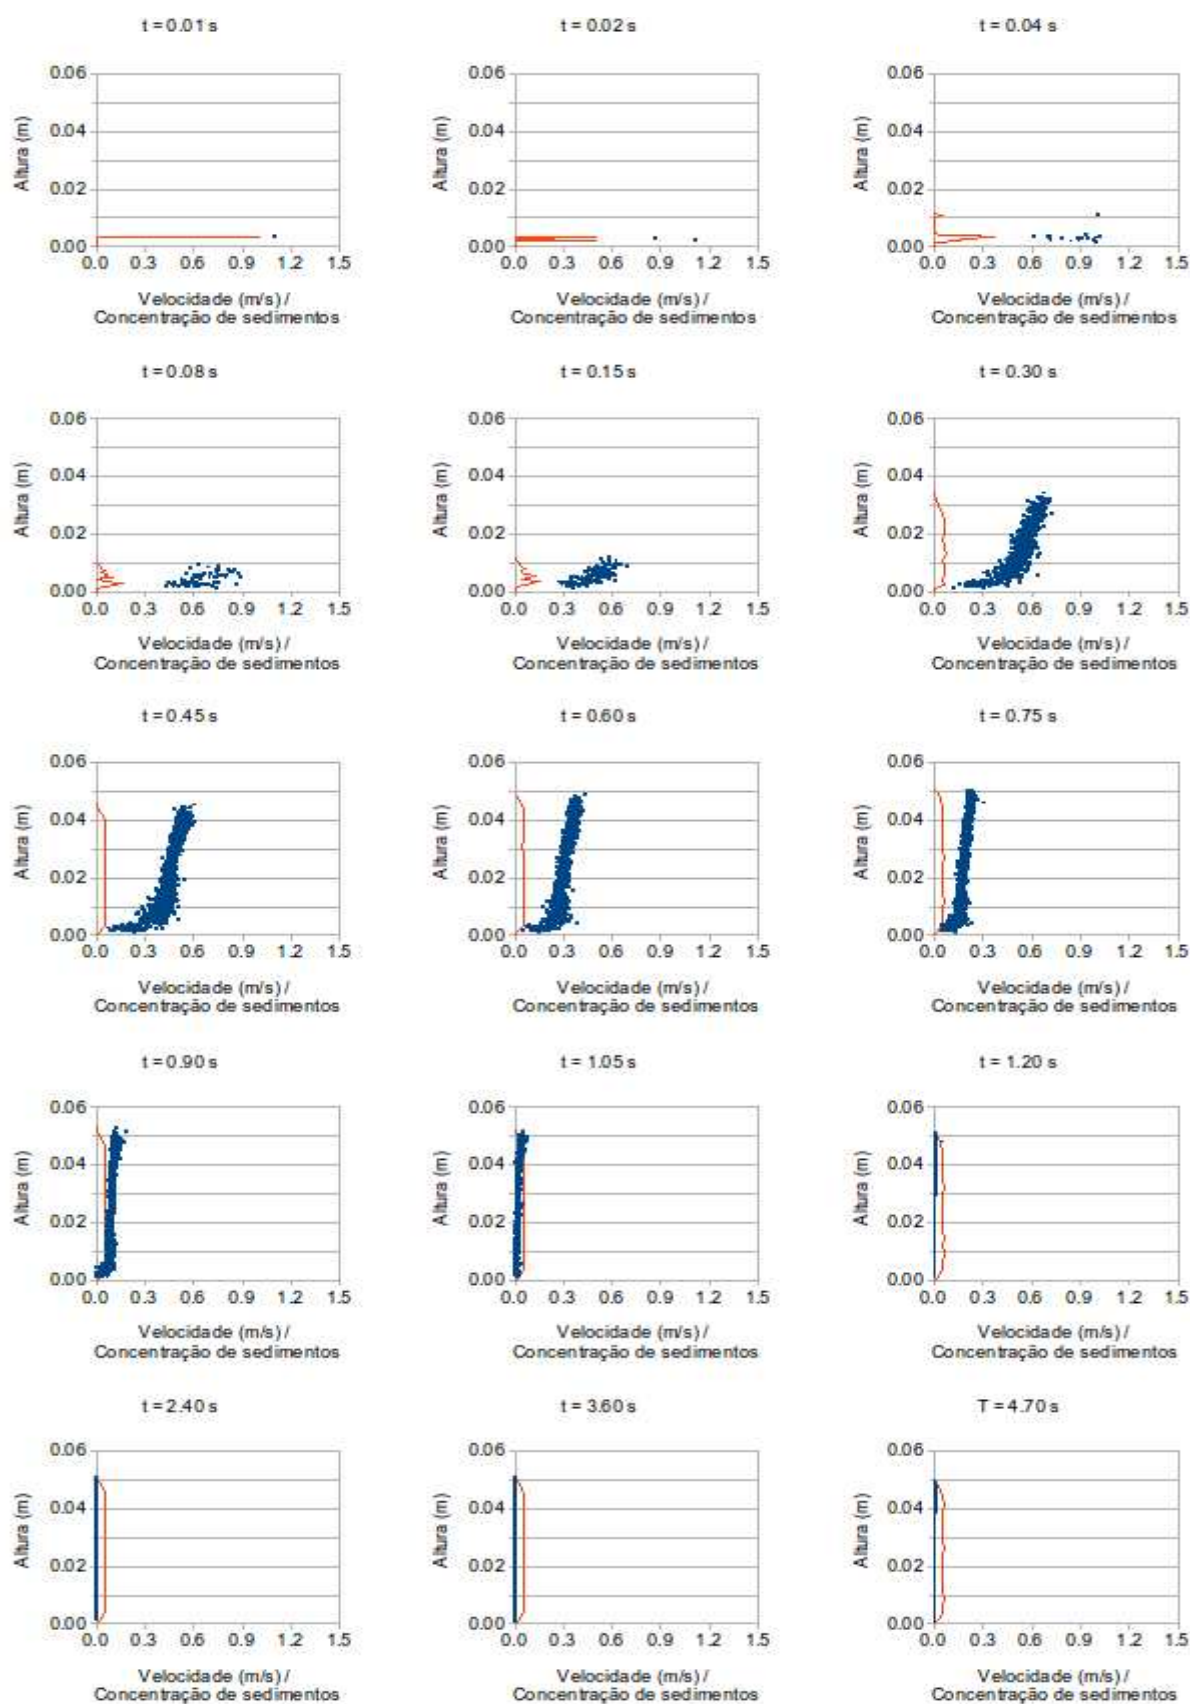 t = 0.01 s
t = 0.02 s
t = 0.04 s
0.06
0.04
0.02
0.00
Altura (m)
0.0 0.3 0.6 0.9 1.2 1.5
Velocidade (m/s) /
Concentração de sedimentos
0.06
0.04
0.02
0.00
Altura (m)
0.0 0.3 0.6 0.9 1.2 1.5
Velocidade (m/s) /
Concentração de sedimentos
0.06
0.04
0.02
0.00
Altura (m)
0.0 0.3 0.6 0.9 1.2 1.5
Velocidade (m/s) /
Concentração de sedimentos
t = 0.08 s
t = 0.15 s
t = 0.30 s
0.06
0.04
0.02
0.00
Altura (m)
0.0 0.3 0.6 0.9 1.2 1.5
Velocidade (m/s) /
Concentração de sedimentos
0.06
0.04
0.02
0.00
Altura (m)
0.0 0.3 0.6 0.9 1.2 1.5
Velocidade (m/s) /
Concentração de sedimentos
0.06
0.04
0.02
0.00
Altura (m)
0.0 0.3 0.6 0.9 1.2 1.5
Velocidade (m/s) /
Concentração de sedimentos
t = 0.45 s
t = 0.60 s
t = 0.75 s
0.06
0.04
0.02
0.00
Altura (m)
0.0 0.3 0.6 0.9 1.2 1.5
Velocidade (m/s) /
Concentração de sedimentos
0.06
0.04
0.02
0.00
Altura (m)
0.0 0.3 0.6 0.9 1.2 1.5
Velocidade (m/s) /
Concentração de sedimentos
0.06
0.04
0.02
0.00
Altura (m)
0.0 0.3 0.6 0.9 1.2 1.5
Velocidade (m/s) /
Concentração de sedimentos
t = 0.90 s
t = 1.05 s
t = 1.20 s
0.06
0.04
0.02
0.00
Altura (m)
0.0 0.3 0.6 0.9 1.2 1.5
Velocidade (m/s) /
Concentração de sedimentos
0.06
0.04
0.02
0.00
Altura (m)
0.0 0.3 0.6 0.9 1.2 1.5
Velocidade (m/s) /
Concentração de sedimentos
0.06
0.04
0.02
0.00
Altura (m)
0.0 0.3 0.6 0.9 1.2 1.5
Velocidade (m/s) /
Concentração de sedimentos
t = 2.40 s
t = 3.60 s
T = 4.70 s
0.06
0.04
0.02
0.00
Altura (m)
0.0 0.3 0.6 0.9 1.2 1.5
Velocidade (m/s) /
Concentração de sedimentos
0.06
0.04
0.02
0.00
Altura (m)
0.0 0.3 0.6 0.9 1.2 1.5
Velocidade (m/s) /
Concentração de sedimentos
0.06
0.04
0.02
0.00
Altura (m)
0.0 0.3 0.6 0.9 1.2 1.5
Velocidade (m/s) /
Concentração de sedimentos